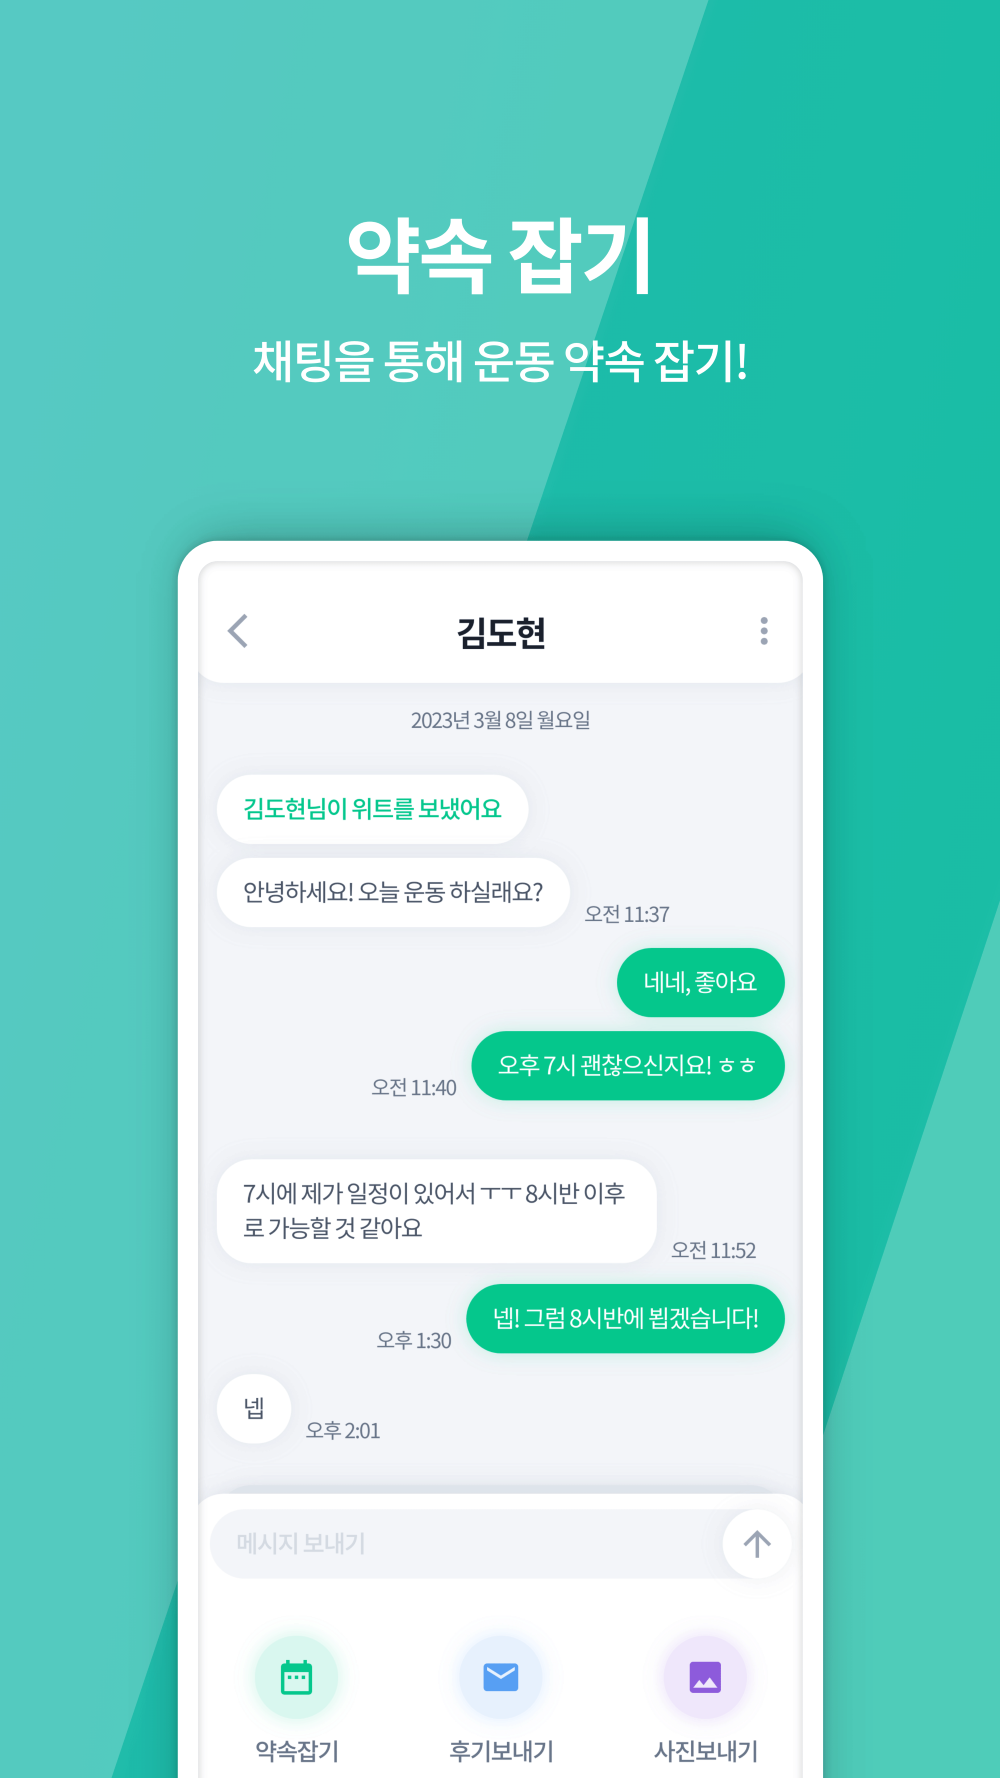 약속 잡기
채팅을 통해 운동 약속 잡기!
김도현
2023년 3월 8일 월요일
김도현님이 위트를 보냈어요
안녕하세요! 오늘 운동 하실래요?
오전 11:37
네네, 좋아요
오후 7시 괜찮으신지요! ㅎㅎ
오전 11:40
7시에 제가 일정이 있어서 ㅜㅜ 8시반 이후
로 가능할 것 같아요
오전 11:52
넵! 그럼 8시반에 뵙겠습니다!
오후 1:30
넵
오후 2:01
메시지 보내기
약속잡기
후기보내기
사진보내기